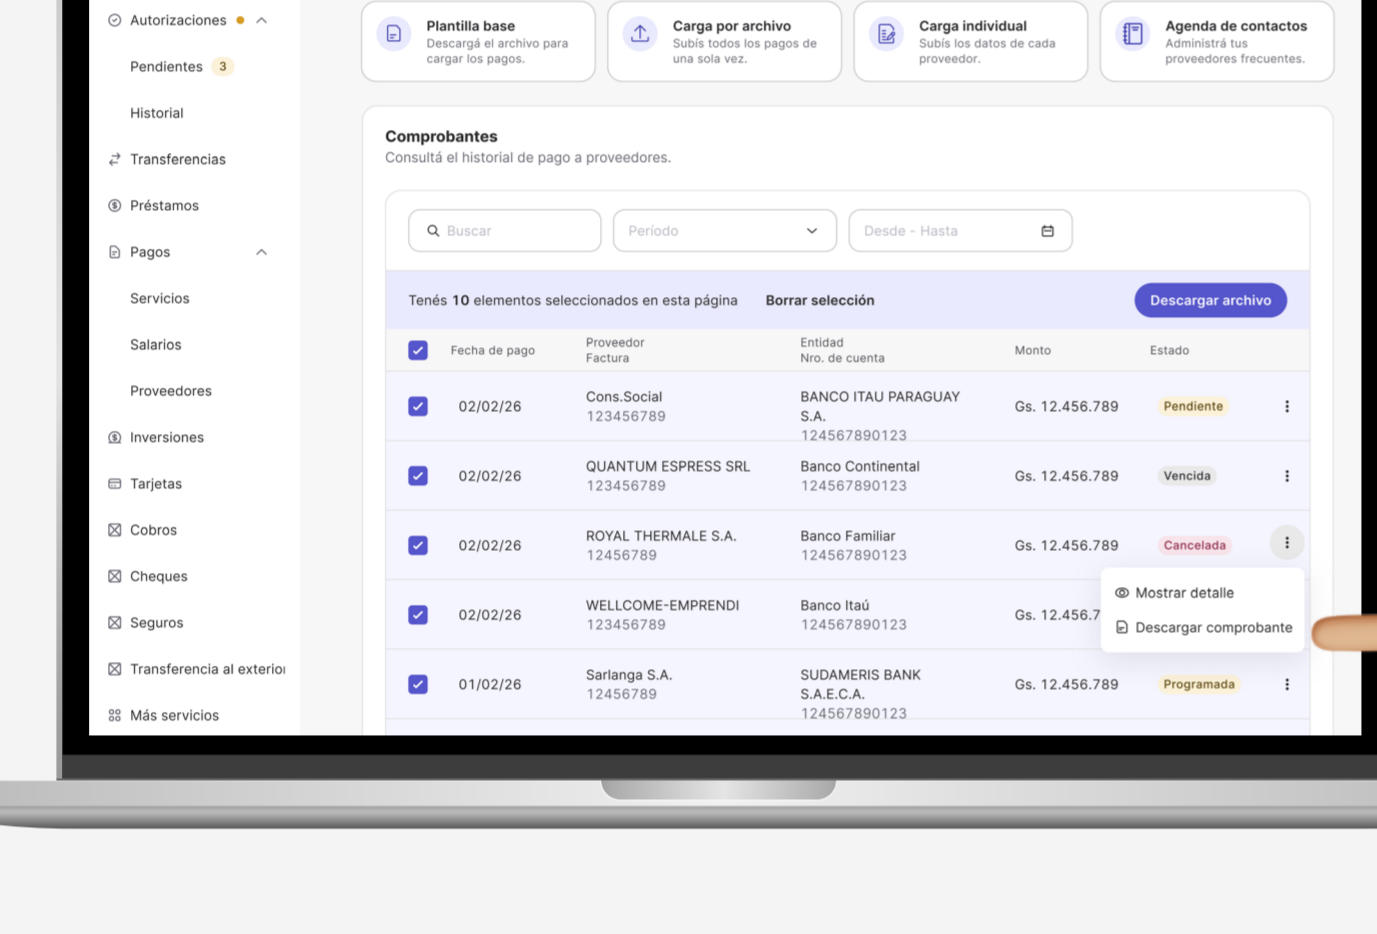 Autorizaciones
Pendientes 3
Historial
Transferencias
Préstamos
Pagos
Servicios
Salarios
Proveedores
Inversiones
Tarjetas
Cobros
Cheques
Seguros
Transferencia al exterior
Más servicios
Plantilla base
Descargá el archivo para
cargar los pagos.
Carga por archivo
Subís todos los pagos de
una sola vez.
Carga individual
Subís los datos de cada
proveedor.
Agenda de contactos
Administrá tus
proveedores frecuentes.
Comprobantes
Consultá el historial de pago a proveedores.
Buscar
Período
Desde - Hasta
Tenés 10 elementos seleccionados en esta página Borrar selección Descargar archivo
Fecha de pago
Proveedor
Factura
Entidad
Nro. de cuenta
Monto
Estado
02/02/26
Cons.Social
123456789
BANCO ITAU PARAGUAY
S.A.
124567890123
Gs. 12.456.789
Pendiente
02/02/26
QUANTUM ESPRESS SRL
123456789
Banco Continental
124567890123
Gs. 12.456.789
Vencida
02/02/26
ROYAL THERMALE S.A.
12456789
Banco Familiar
124567890123
Gs. 12.456.789
Cancelada
Mostrar detalle
Descargar comprobante
02/02/26
WELLCOME-EMPRENDI
123456789
Banco Itaú
124567890123
Gs. 12.456.7
01/02/26
Sarlanga S.A.
12456789
SUDAMERIS BANK
S.A.E.C.A.
124567890123
Gs. 12.456.789
Programada